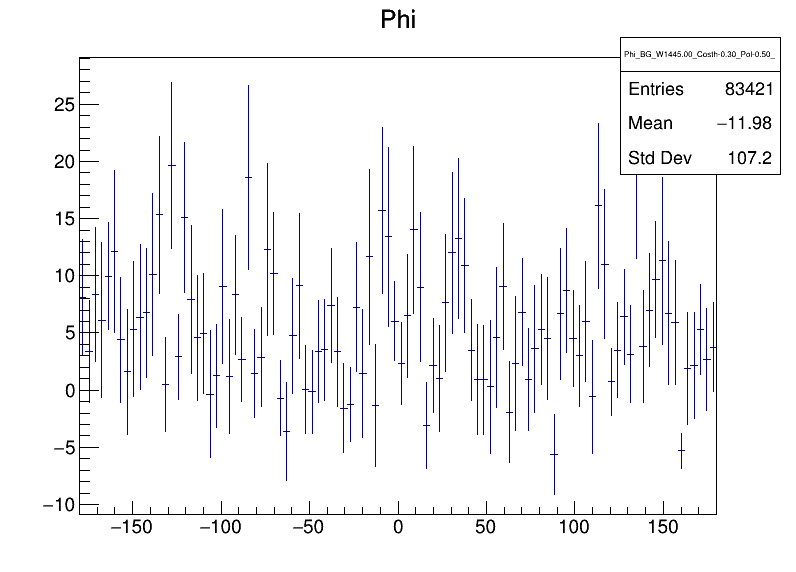 Phi
Phi_BG_W1445.00_Costh-0.30_Pol-0.50_
Entries 83421
Mean −11.98
Std Dev 107.2
25
20
15
10
5
0
−5
−10
−150 −100 −50 0 50 100 150